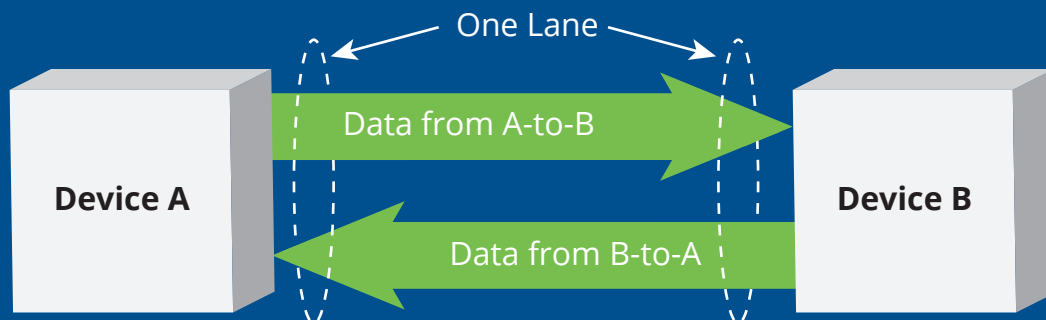 One Lane
Data from A-to-B
Device A
Device B
Data from B-to-A